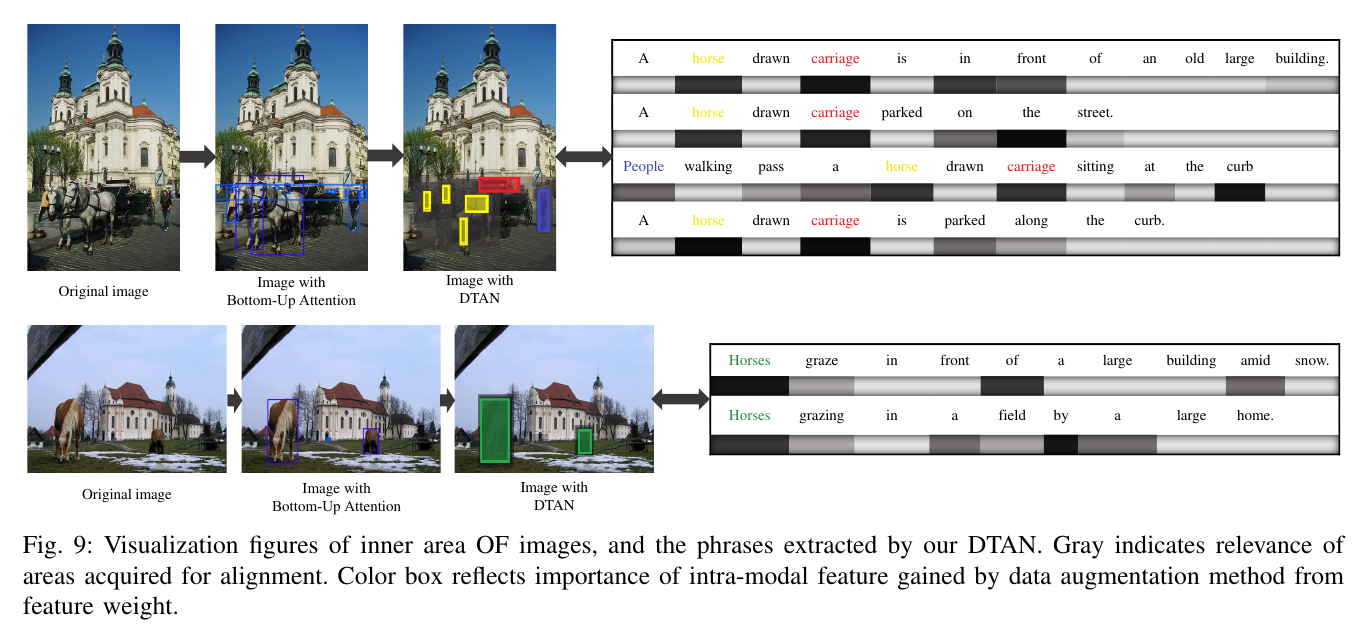 A horse drawn carriage is in front of an old large building.
A horse drawn carriage parked on the street.
People walking pass a horse drawn carriage sitting at the curb
A horse drawn carriage is parked along the curb.
Original image
Image with
Bottom-Up Attention
Image with
DTAN
Horses graze in front of a large building amid snow.
Horses grazing in a field by a large home.
Original image
Image with
Bottom-Up Attention
Image with
DTAN
Fig. 9: Visualization figures of inner area OF images, and the phrases extracted by our DTAN. Gray indicates relevance of
areas acquired for alignment. Color box reflects importance of intra-modal feature gained by data augmentation method from
feature weight.